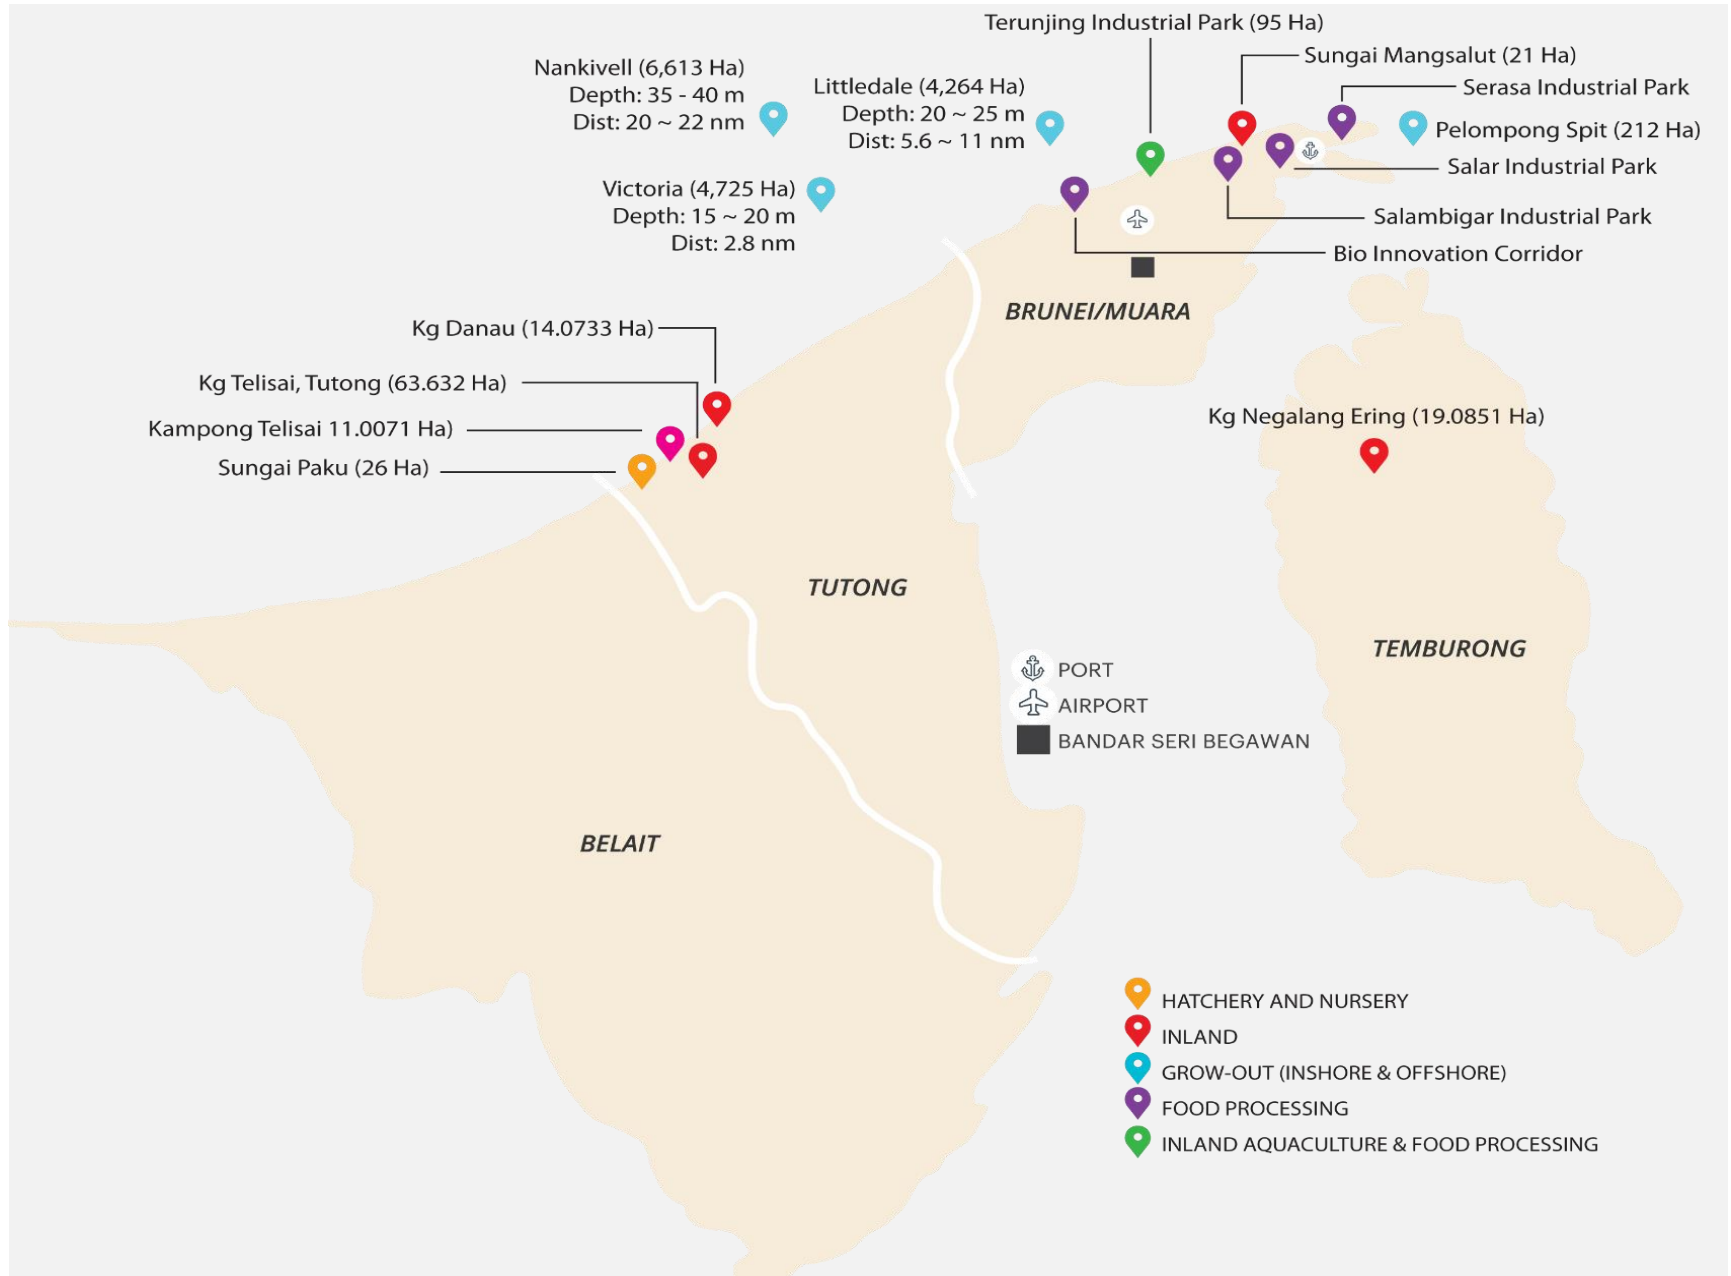 Terunjing Industrial Park (95 Ha)
Sungai Mangsalut (21 Ha)
Serasa Industrial Park
Pelompong Spit (212 Ha)
Salar Industrial Park
Salambigar Industrial Park
Bio Innovation Corridor
Nankivell (6,613 Ha)
Depth: 35 - 40 m
Dist: 20 ~ 22 nm
Littledale (4,264 Ha)
Depth: 20 ~ 25 m
Dist: 5.6 ~ 11 nm
Victoria (4,725 Ha)
Depth: 15 ~ 20 m
Dist: 2.8 nm
BRUNEI/MUARA
Kg Danau (14.0733 Ha)
Kg Telisai, Tutong (63.632 Ha)
Kampong Telisai 11.0071 Ha)
Sungai Paku (26 Ha)
Kg Negalang Ering (19.0851 Ha)
TUTONG
TEMBURONG
BELAIT
PORT
AIRPORT
BANDAR SERI BEGAWAN
HATCHERY AND NURSERY
INLAND
GROW-OUT (INSHORE & OFFSHORE)
FOOD PROCESSING
INLAND AQUACULTURE & FOOD PROCESSING